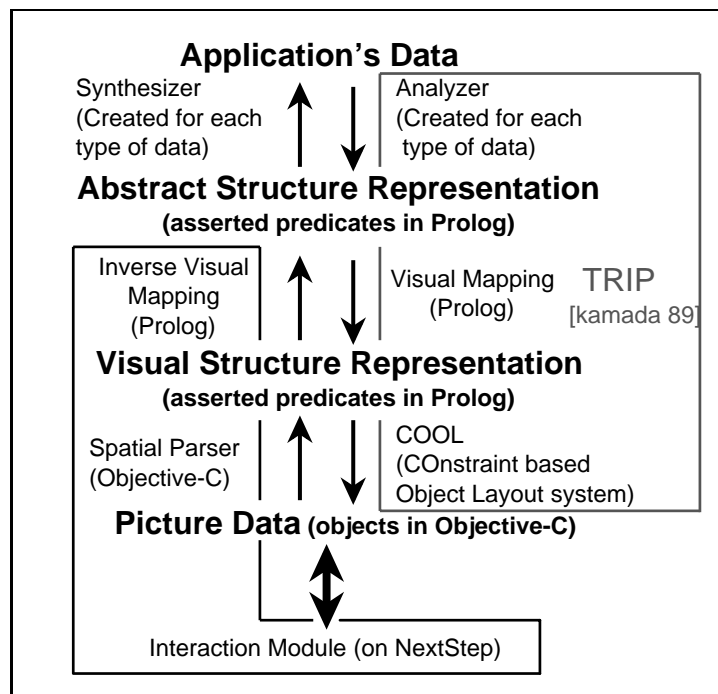 Application's Data
Synthesizer
(Created for each
type of data)
Analyzer
(Created for each
type of data)
Abstract Structure Representation
(asserted predicates in Prolog)
Inverse Visual
Mapping
(Prolog)
Visual Mapping
(Prolog)
TRIP
[kamada 89]
Visual Structure Representation
(asserted predicates in Prolog)
Spatial Parser
(Objective-C)
COOL
(COnstraint based
Object Layout system)
Picture Data (objects in Objective-C)
Interaction Module (on NextStep)